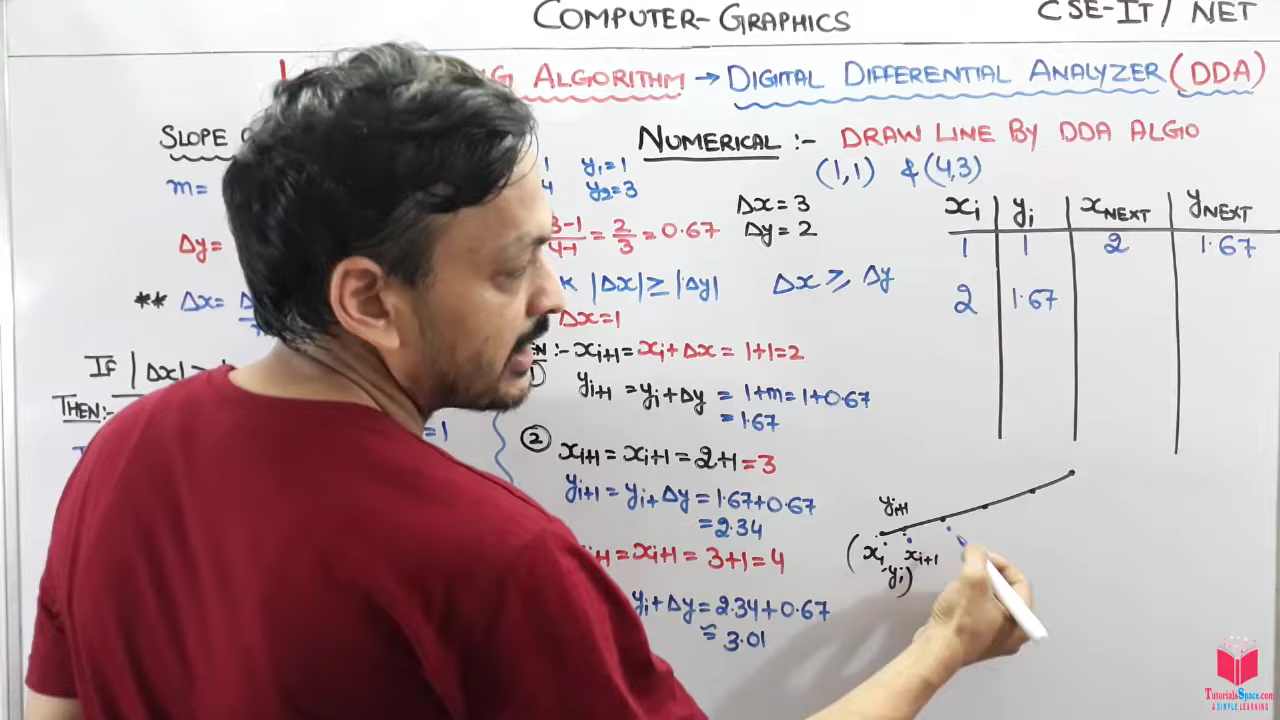 COMPUTER-GRAPHICS
CSE-IT / NET
ALGORITHM → DIGITAL DIFFERENTIAL ANALYZER (DDA)
SLOPE
m=
Δy=
** Δx=
If |Δx|
THEN:-
=1
NUMERICAL :- DRAW LINE BY DDA ALGO
(1,1) & (4,3)
1 y₁=1
4 y₂=3
Δx=3
Δy=2
3-1/4-1 = 2/3 = 0.67
|Δx| ≥ |Δy| Δx ≥ Δy
Δx=1
:- xi+1 = xi+Δx = 1+1=2
yi+1 = yi+Δy = 1+m = 1+0.67
= 1.67
② xi+1 = xi+1 = 2+1 = 3
yi+1 = yi+Δy = 1.67+0.67
= 2.34
= xi+1 = 3+1 = 4
yi+Δy = 2.34+0.67
≈ 3.01
xi yi xNEXT yNEXT
1 1 2 1.67
2 1.67
yi+1
(xi xi+1
yi)
TutorialsSpace.com
A SIMPLE LEARNING